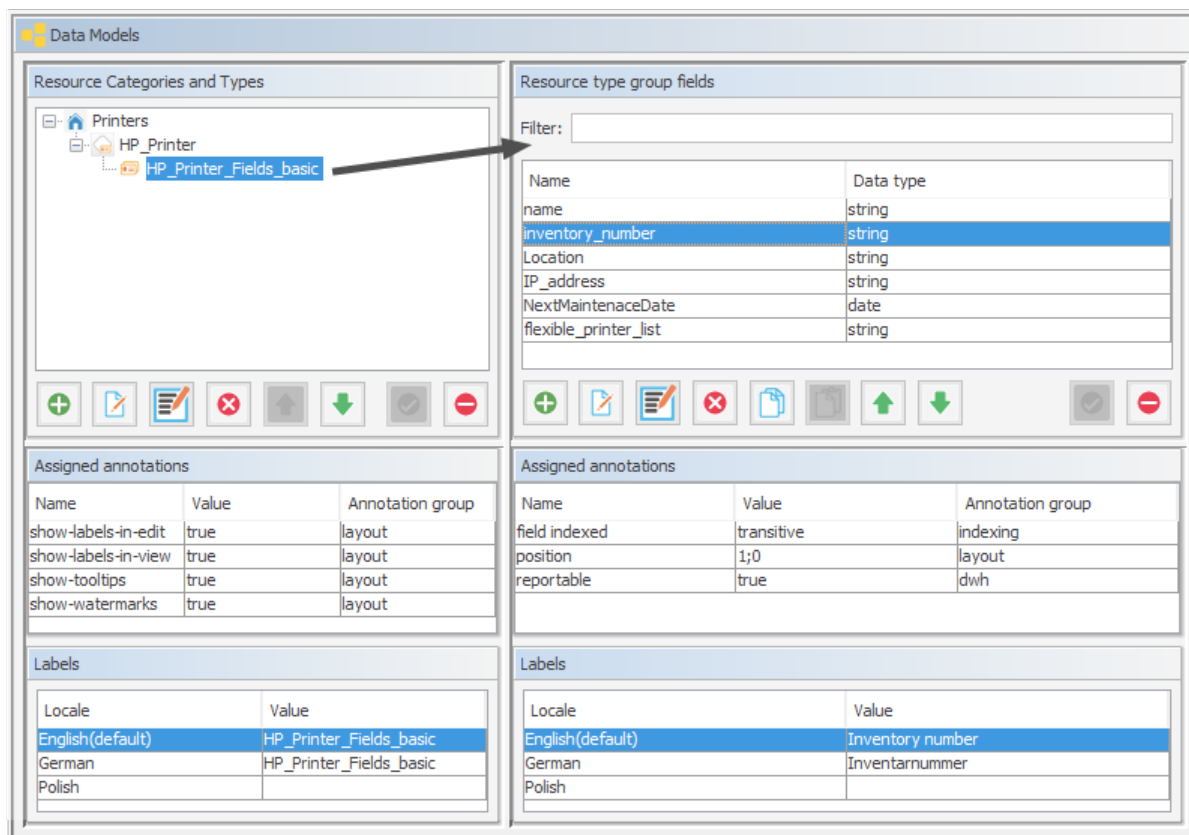 Data Models
Resource Categories and Types
Printers
HP_Printer
HP_Printer_Fields_basic
Resource type group fields
Filter:
Name Data type
name string
inventory_number string
Location string
IP_address string
NextMaintenaceDate date
flexible_printer_list string
Assigned annotations
Name Value Annotation group
show-labels-in-edit true layout
show-labels-in-view true layout
show-tooltips true layout
show-watermarks true layout
Assigned annotations
Name Value Annotation group
field indexed transitive indexing
position 1;0 layout
reportable true dwh
Labels
Locale Value
English(default) HP_Printer_Fields_basic
German HP_Printer_Fields_basic
Polish
Labels
Locale Value
English(default) Inventory number
German Inventarnummer
Polish